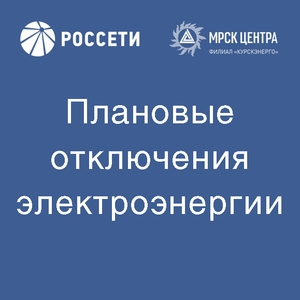 РОССЕТИ
МРСК ЦЕНТРА
ФИЛИАЛ «КУРСКЭНЕРГО»
Плановые
отключения
электроэнергии